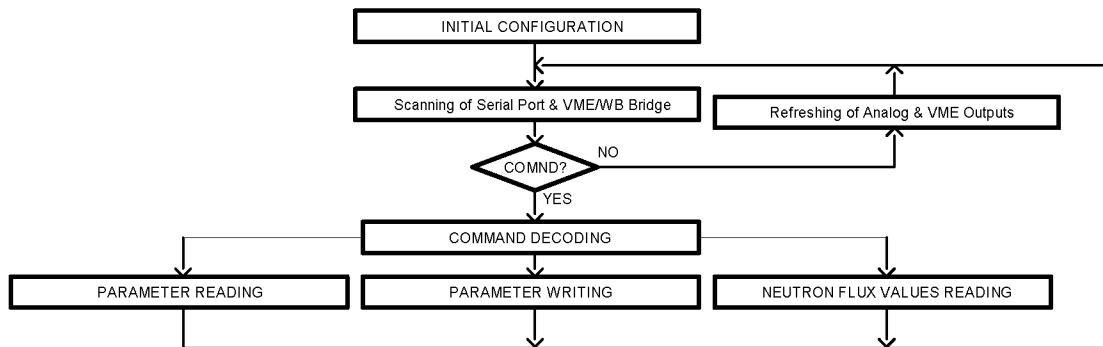 INITIAL CONFIGURATION
Scanning of Serial Port & VME/WB Bridge
Refreshing of Analog & VME Outputs
COMND?
NO
YES
COMMAND DECODING
PARAMETER READING
PARAMETER WRITING
NEUTRON FLUX VALUES READING